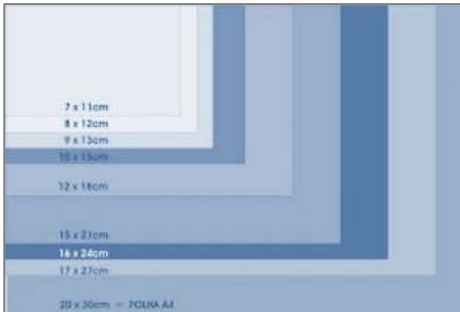 7 x 11cm
8 x 12cm
9 x 13cm
10 x 15cm
12 x 18cm
15 x 21cm
16 x 24cm
17 x 27cm
20 x 30cm = FOLHA A4